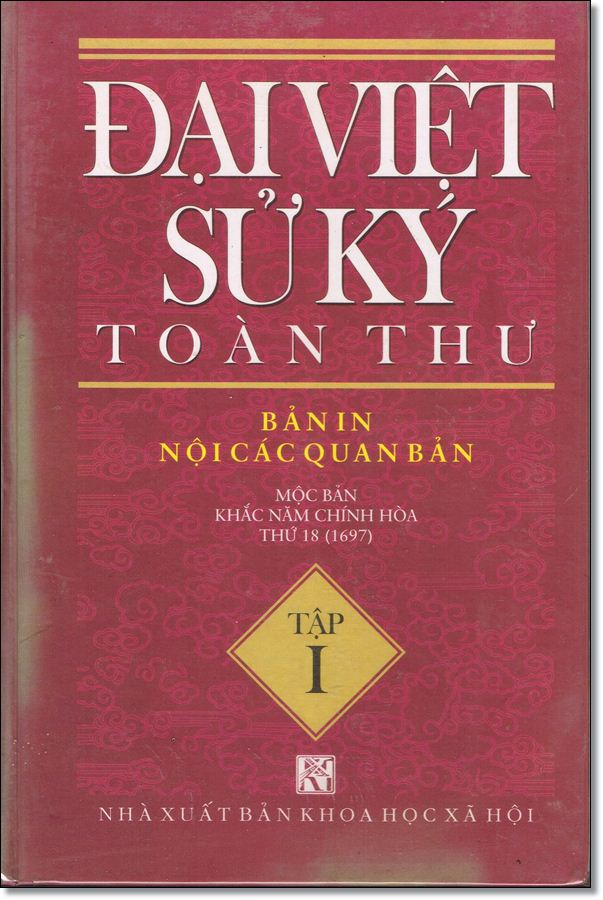 ĐẠI VIỆT
SỬ KÝ
TOÀN THƯ
BẢN IN
NỘI CÁC QUAN BẢN
MỘC BẢN
KHẮC NĂM CHÍNH HÒA
THỨ 18 (1697)
TẬP
I
NHÀ XUẤT BẢN KHOA HỌC XÃ HỘI